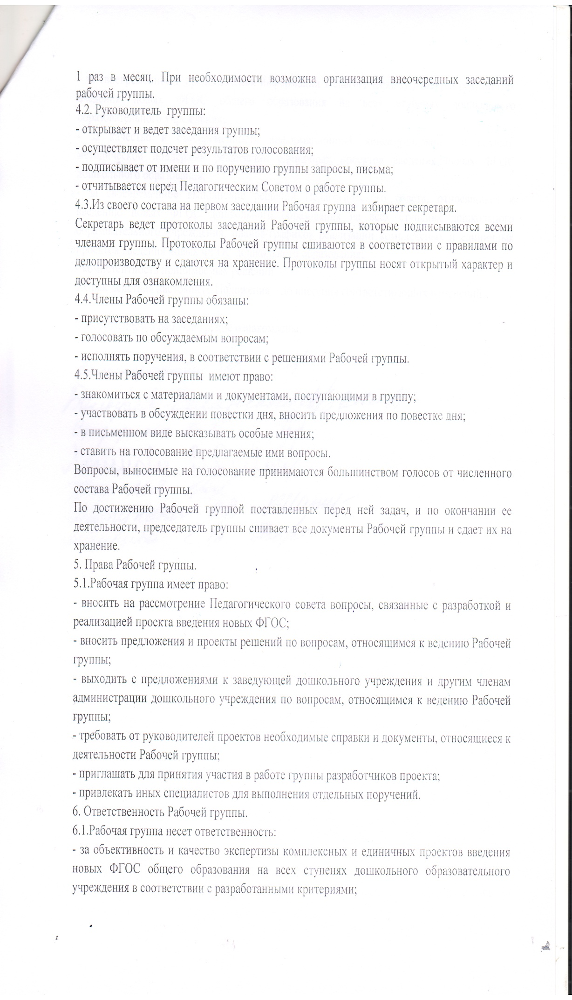 1 раз в месяц. При необходимости возможна организация внеочередных заседаний
рабочей группы.
4.2. Руководитель группы:
- открывает и ведет заседания группы;
- осуществляет подсчет результатов голосования;
- подписывает от имени и по поручению группы запросы, письма;
- отчитывается перед Педагогическим Советом о работе группы.
4.3.Из своего состава на первом заседании Рабочая группа избирает секретаря.
Секретарь ведет протоколы заседаний Рабочей группы, которые подписываются всеми
членами группы. Протоколы Рабочей группы сшиваются в соответствии с правилами по
делопроизводству и сдаются на хранение. Протоколы группы носят открытый характер и
доступны для ознакомления.
4.4.Члены Рабочей группы обязаны:
- присутствовать на заседаниях;
- голосовать по обсуждаемым вопросам;
- исполнять поручения, в соответствии с решениями Рабочей группы.
4.5.Члены Рабочей группы имеют право:
- знакомиться с материалами и документами, поступающими в группу;
- участвовать в обсуждении повестки дня, вносить предложения по повестке дня;
- в письменном виде высказывать особые мнения;
- ставить на голосование предлагаемые ими вопросы.
Вопросы, выносимые на голосование принимаются большинством голосов от численного
состава Рабочей группы.
По достижению Рабочей группой поставленных перед ней задач, и по окончании ее
деятельности, председатель группы сшивает все документы Рабочей группы и сдает их на
хранение.
5. Права Рабочей группы.
5.1.Рабочая группа имеет право:
- вносить на рассмотрение Педагогического совета вопросы, связанные с разработкой и
реализацией проекта введения новых ФГОС;
- вносить предложения и проекты решений по вопросам, относящимся к ведению Рабочей
группы;
- выходить с предложениями к заведующей дошкольного учреждения и другим членам
администрации дошкольного учреждения по вопросам, относящимся к ведению Рабочей
группы;
- требовать от руководителей проектов необходимые справки и документы, относящиеся к
деятельности Рабочей группы;
- приглашать для принятия участия в работе группы разработчиков проекта;
- привлекать иных специалистов для выполнения отдельных поручений.
6. Ответственность Рабочей группы.
6.1.Рабочая группа несет ответственность:
- за объективность и качество экспертизы комплексных и единичных проектов введения
новых ФГОС общего образования на всех ступенях дошкольного образовательного
учреждения в соответствии с разработанными критериями;